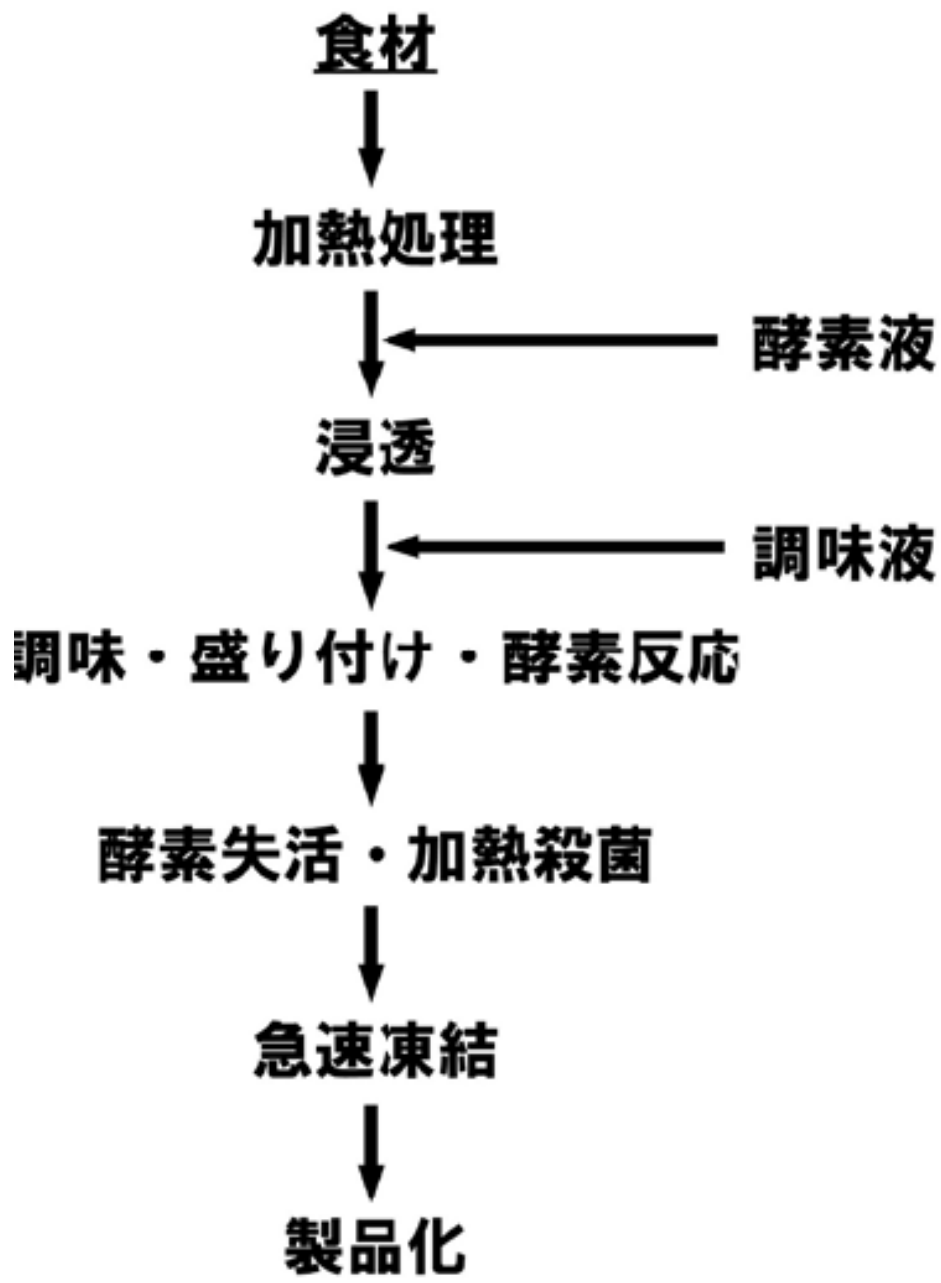 食材
加熱処理
酵素液
浸透
調味液
調味・盛り付け・酵素反応
酵素失活・加熱殺菌
急速凍結
製品化